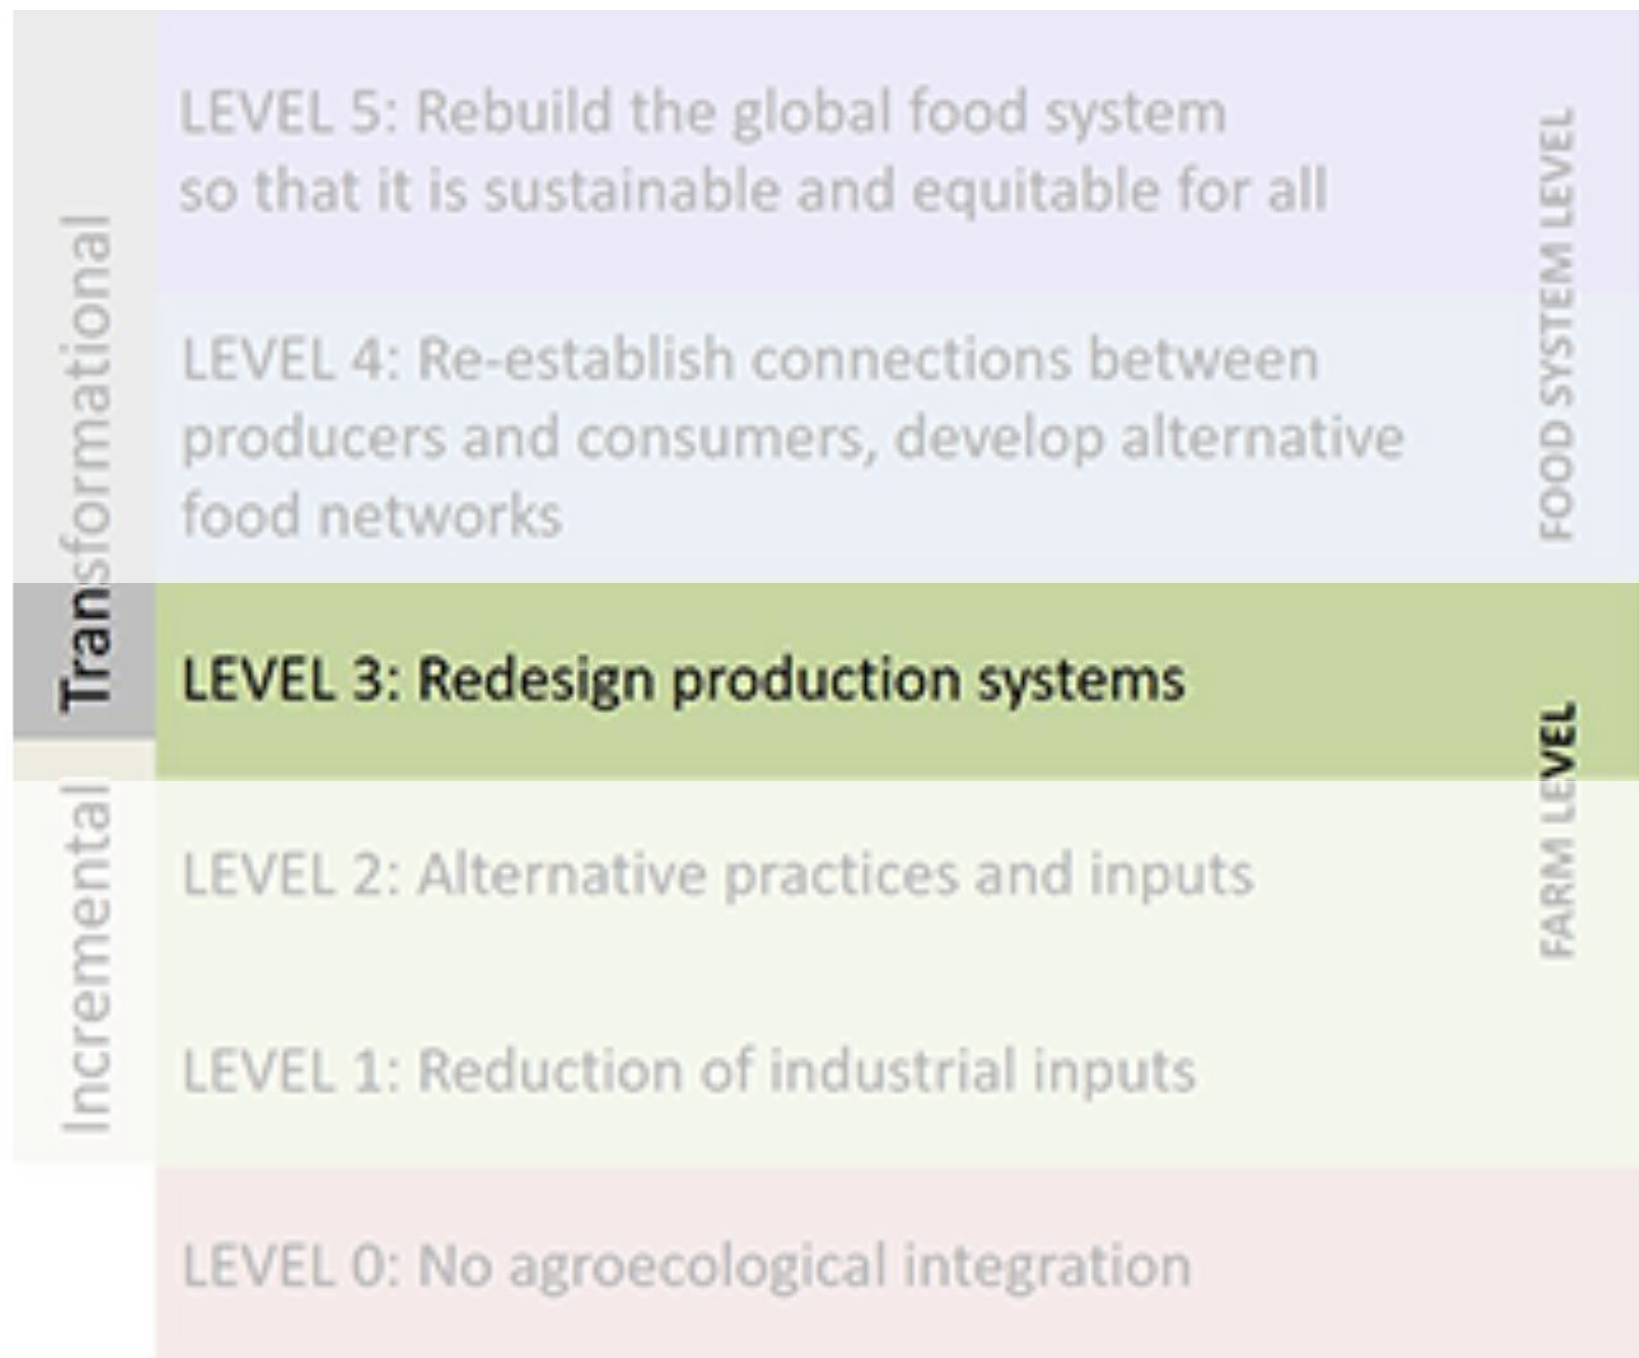 LEVEL 5: Rebuild the global food system
so that it is sustainable and equitable for all
LEVEL 4: Re-establish connections between
producers and consumers, develop alternative
food networks
LEVEL 3: Redesign production systems
LEVEL 2: Alternative practices and inputs
LEVEL 1: Reduction of industrial inputs
LEVEL 0: No agroecological integration
Transformational
Incremental
FOOD SYSTEM LEVEL
FARM LEVEL